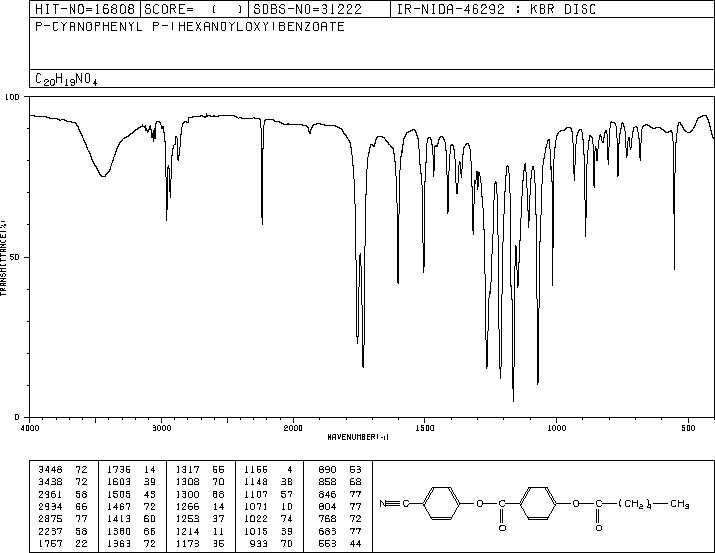 HIT-NO=16808 SCORE= ( ) SDBS-NO=31222 IR-NIDA-46292 : KBR DISC
P-CYANOPHENYL P-(HEXANOYLOXY)BENZOATE
C20H19NO4
100
50
0
TRANSMITTANCE(%)
4000 3000 2000 1500 1000 500
WAVENUMBER(-1)
3448 72 1736 14 1317 55 1166 4 890 53
3438 72 1603 39 1308 70 1148 38 858 68
2961 58 1505 43 1300 68 1107 57 846 77
2934 66 1467 72 1266 14 1071 10 804 77
2875 77 1413 60 1253 37 1022 74 768 72
2237 58 1380 66 1214 11 1015 39 685 77
1757 22 1363 72 1173 36 933 70 553 44
N C O C O C (CH2)4 CH3
O O